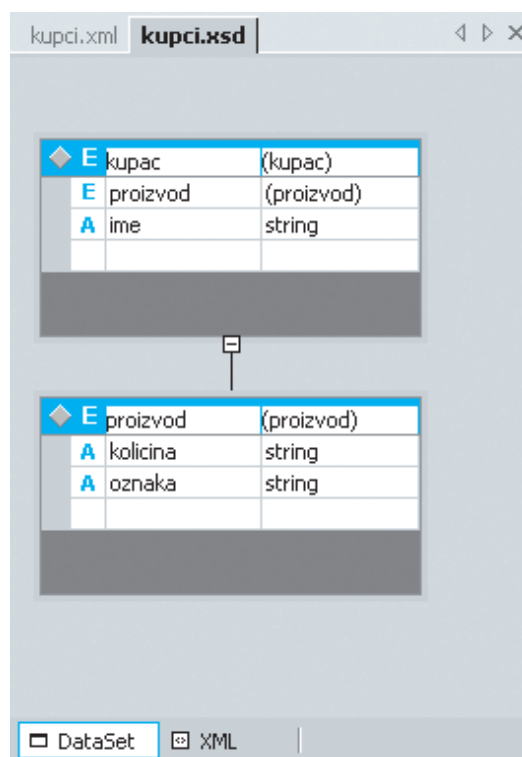 kupci.xml kupci.xsd
E kupac (kupac)
E proizvod (proizvod)
A ime string
E proizvod (proizvod)
A kolicina string
A oznaka string
DataSet XML